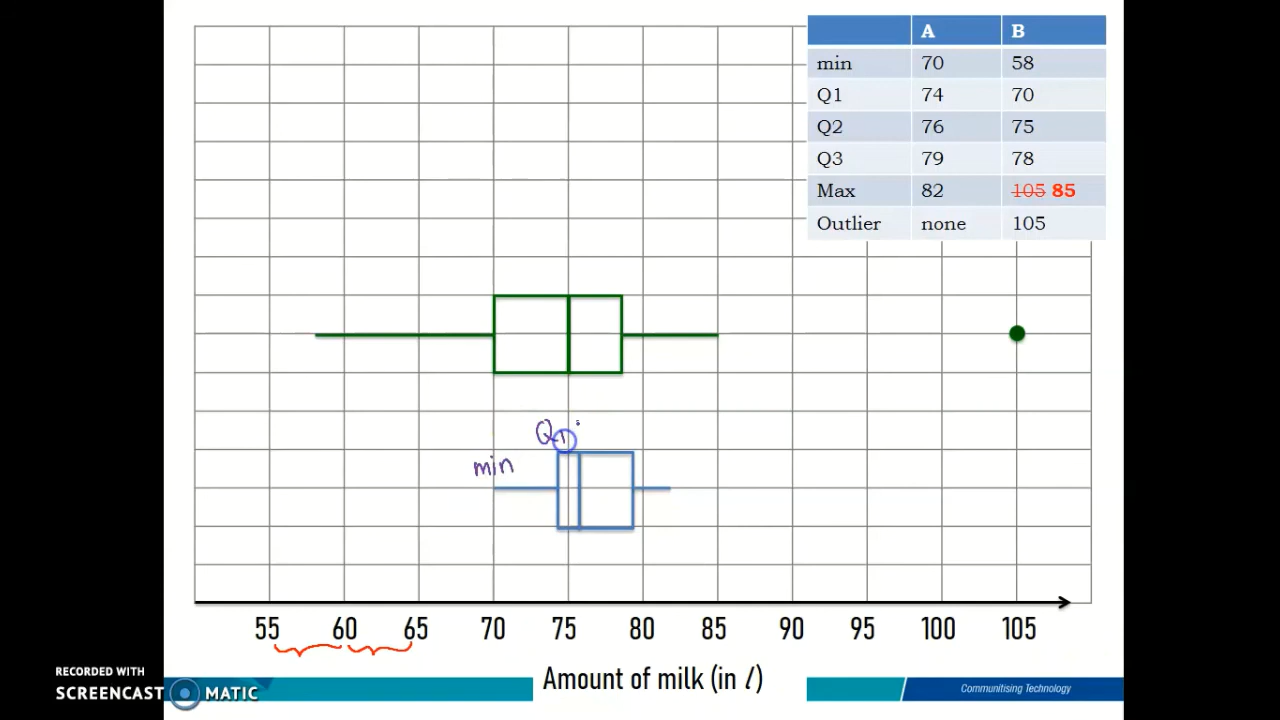 A B
min 70 58
Q1 74 70
Q2 76 75
Q3 79 78
Max 82 105 85
Outlier none 105
Q1
min
55 60 65 70 75 80 85 90 95 100 105
Amount of milk (in l)
RECORDED WITH
SCREENCAST MATIC
Communitising Technology